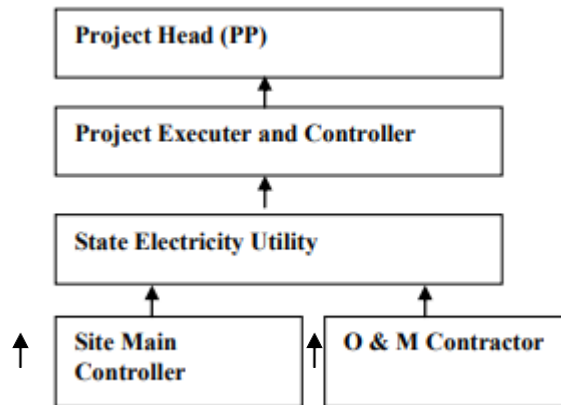 Project Head (PP)
Project Executer and Controller
State Electricity Utility
Site Main
Controller
O & M Contractor